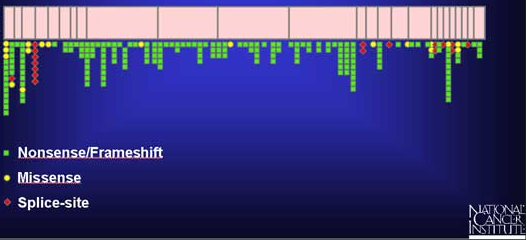 Nonsense/Frameshift
Missense
Splice-site
NATIONAL
CANCER
INSTITUTE